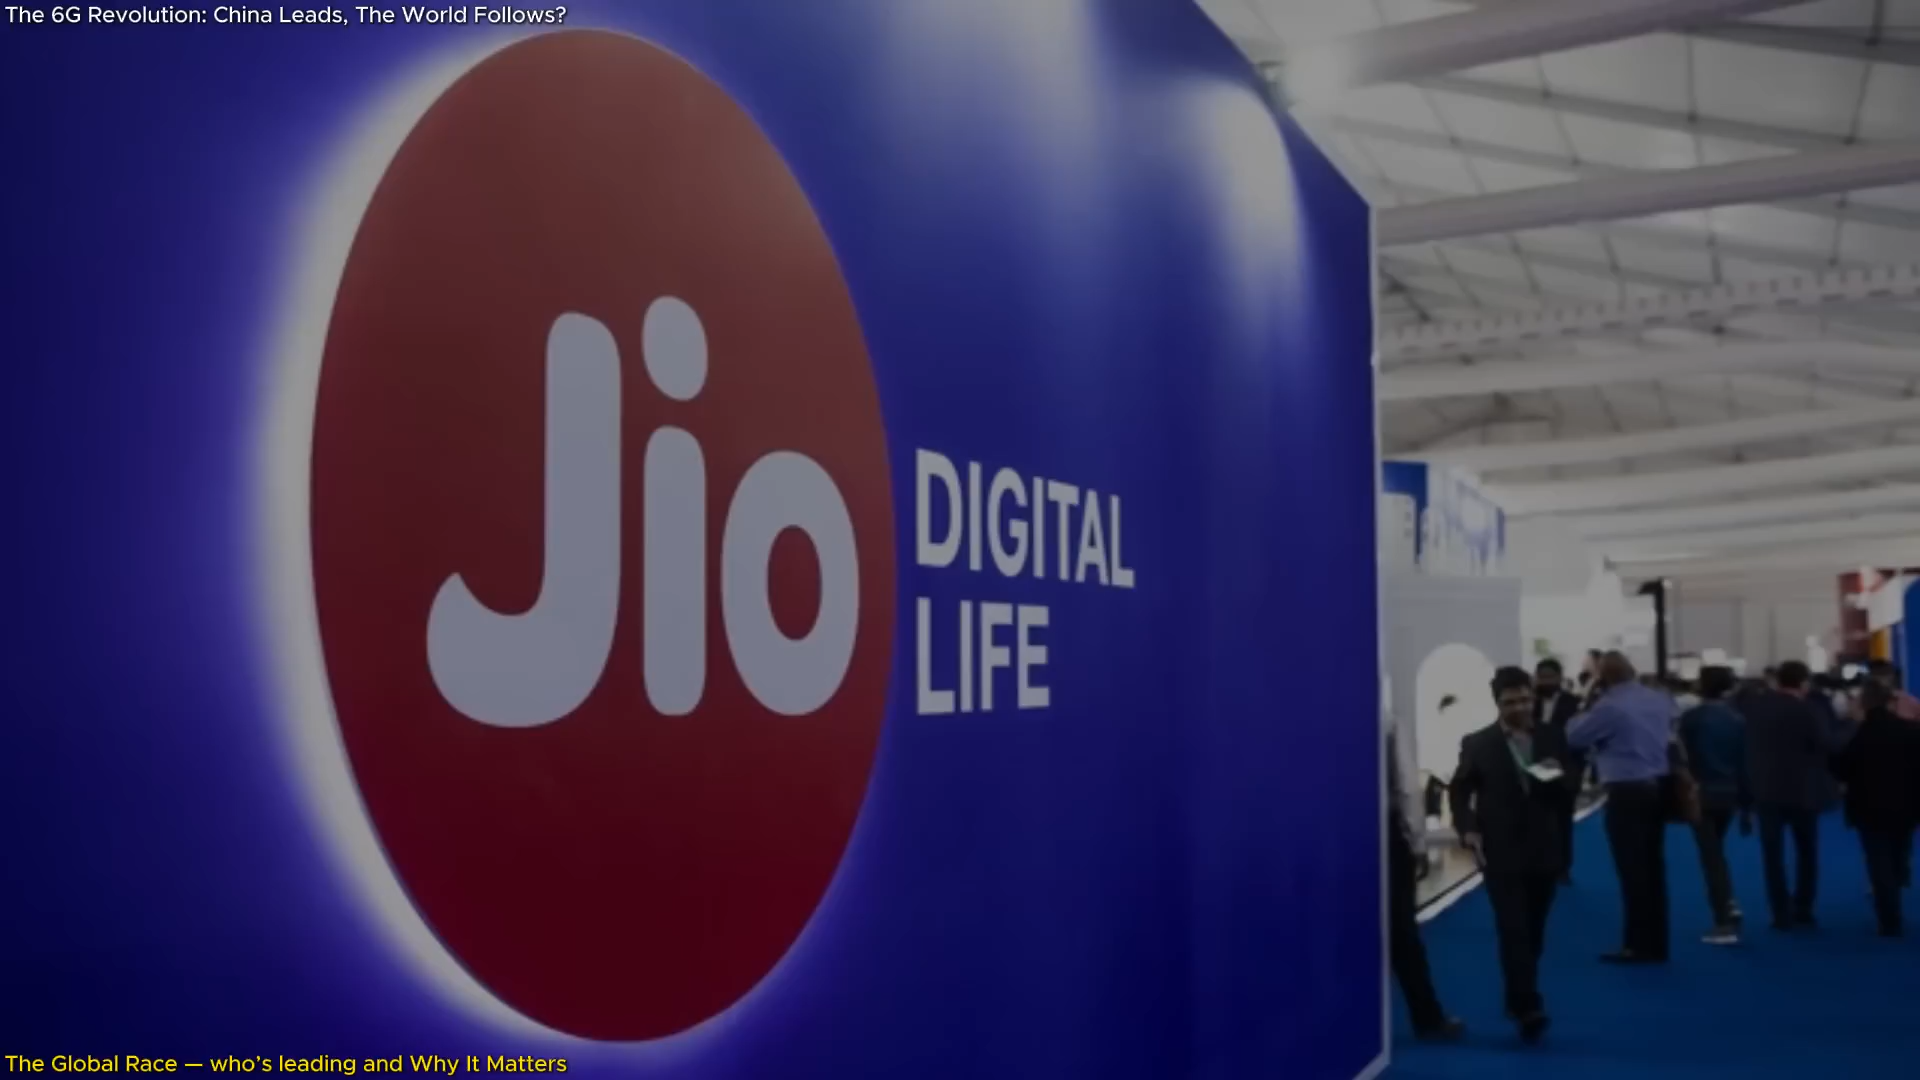 The 6G Revolution: China Leads, The World Follows?
Jio
DIGITAL
LIFE
The Global Race — who’s leading and Why It Matters